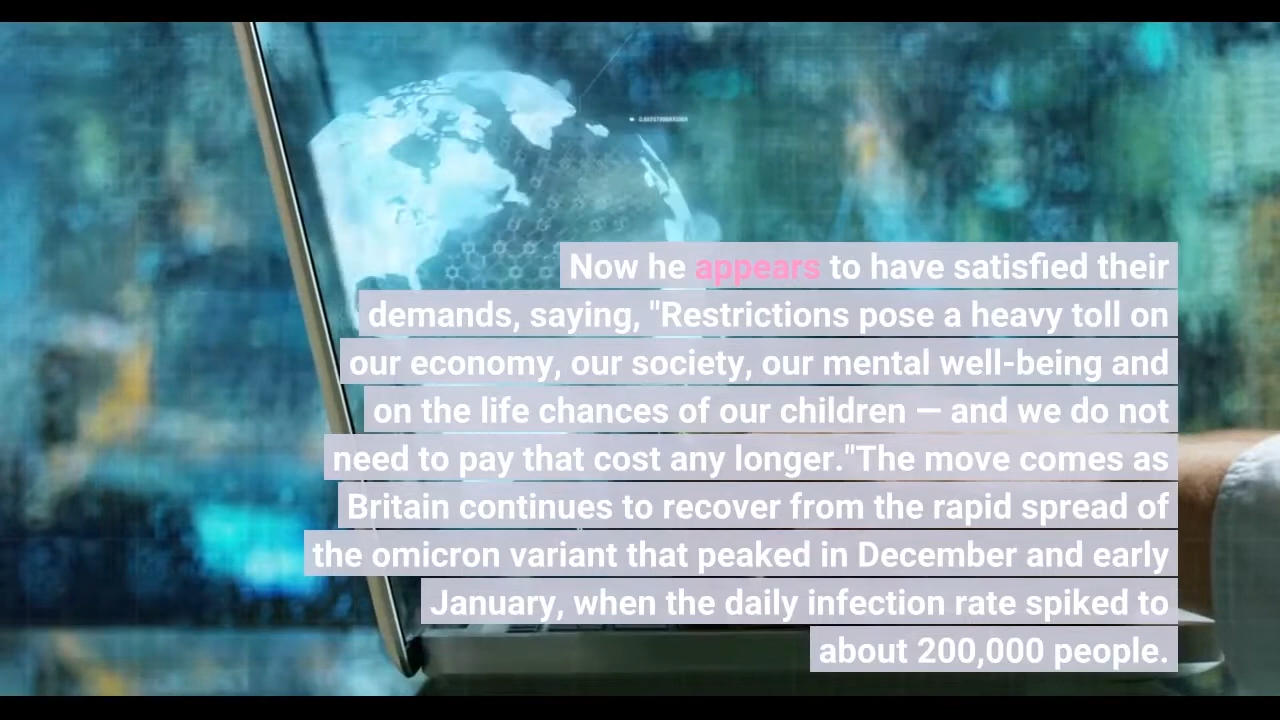 Now he appears to have satisfied their
demands, saying, "Restrictions pose a heavy toll on
our economy, our society, our mental well-being and
on the life chances of our children — and we do not
need to pay that cost any longer."The move comes as
Britain continues to recover from the rapid spread of
the omicron variant that peaked in December and early
January, when the daily infection rate spiked to
about 200,000 people.